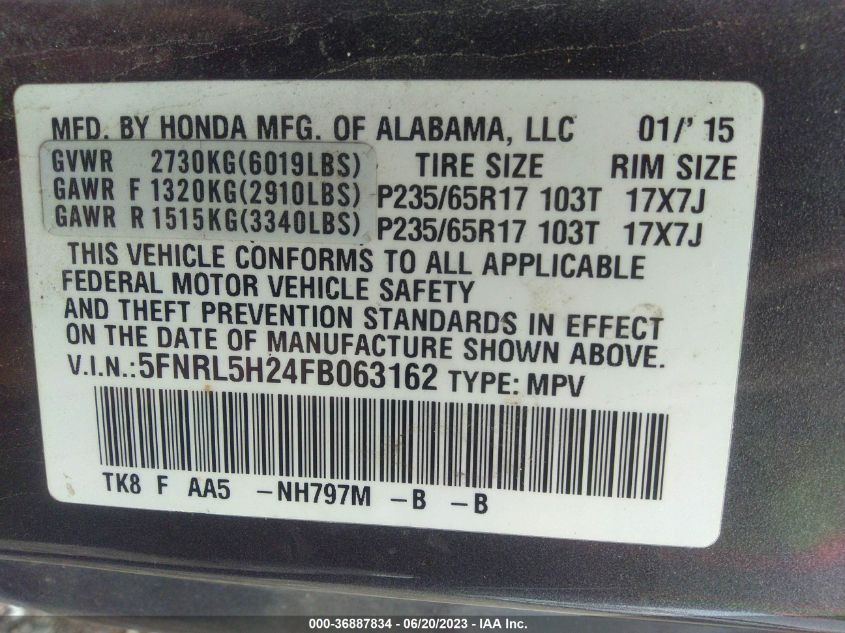 MFD. BY HONDA MFG. OF ALABAMA, LLC 01/'15
GVWR 2730KG(6019LBS) TIRE SIZE RIM SIZE
GAWR F 1320KG(2910LBS) P235/65R17 103T 17X7J
GAWR R 1515KG(3340LBS) P235/65R17 103T 17X7J
THIS VEHICLE CONFORMS TO ALL APPLICABLE
FEDERAL MOTOR VEHICLE SAFETY
AND THEFT PREVENTION STANDARDS IN EFFECT
ON THE DATE OF MANUFACTURE SHOWN ABOVE.
V.I.N.:5FNRL5H24FB063162 TYPE: MPV
TK8 F AA5 -NH797M -B -B
000-36887834 - 06/20/2023 - IAA Inc.